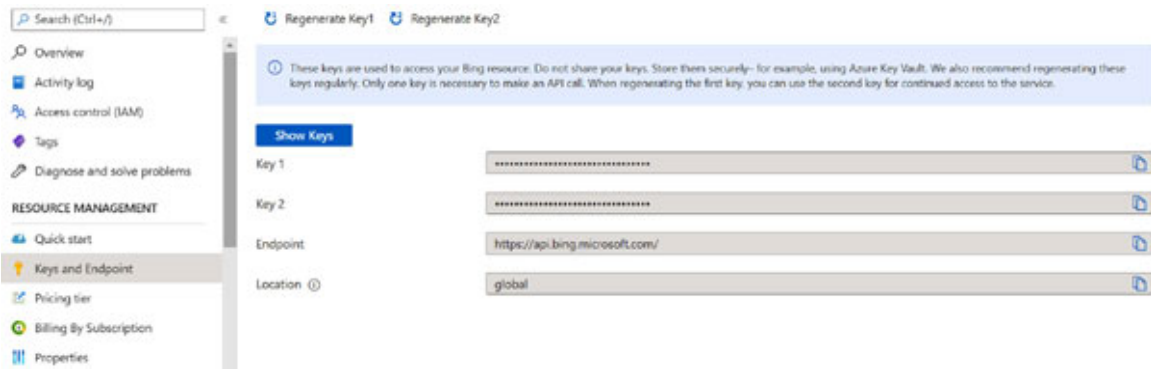 Search (Ctrl+/)
Overview
Activity log
Access control (IAM)
Tags
Diagnose and solve problems
RESOURCE MANAGEMENT
Quick start
Keys and Endpoint
Pricing tier
Billing By Subscription
Properties
Regenerate Key1 Regenerate Key2
These keys are used to access your Bing resource. Do not share your keys. Store them securely– for example, using Azure Key Vault. We also recommend regenerating these
keys regularly. Only one key is necessary to make an API call. When regenerating the first key, you can use the second key for continued access to the service.
Show Keys
Key 1
Key 2
Endpoint https://api.bing.microsoft.com/
Location global